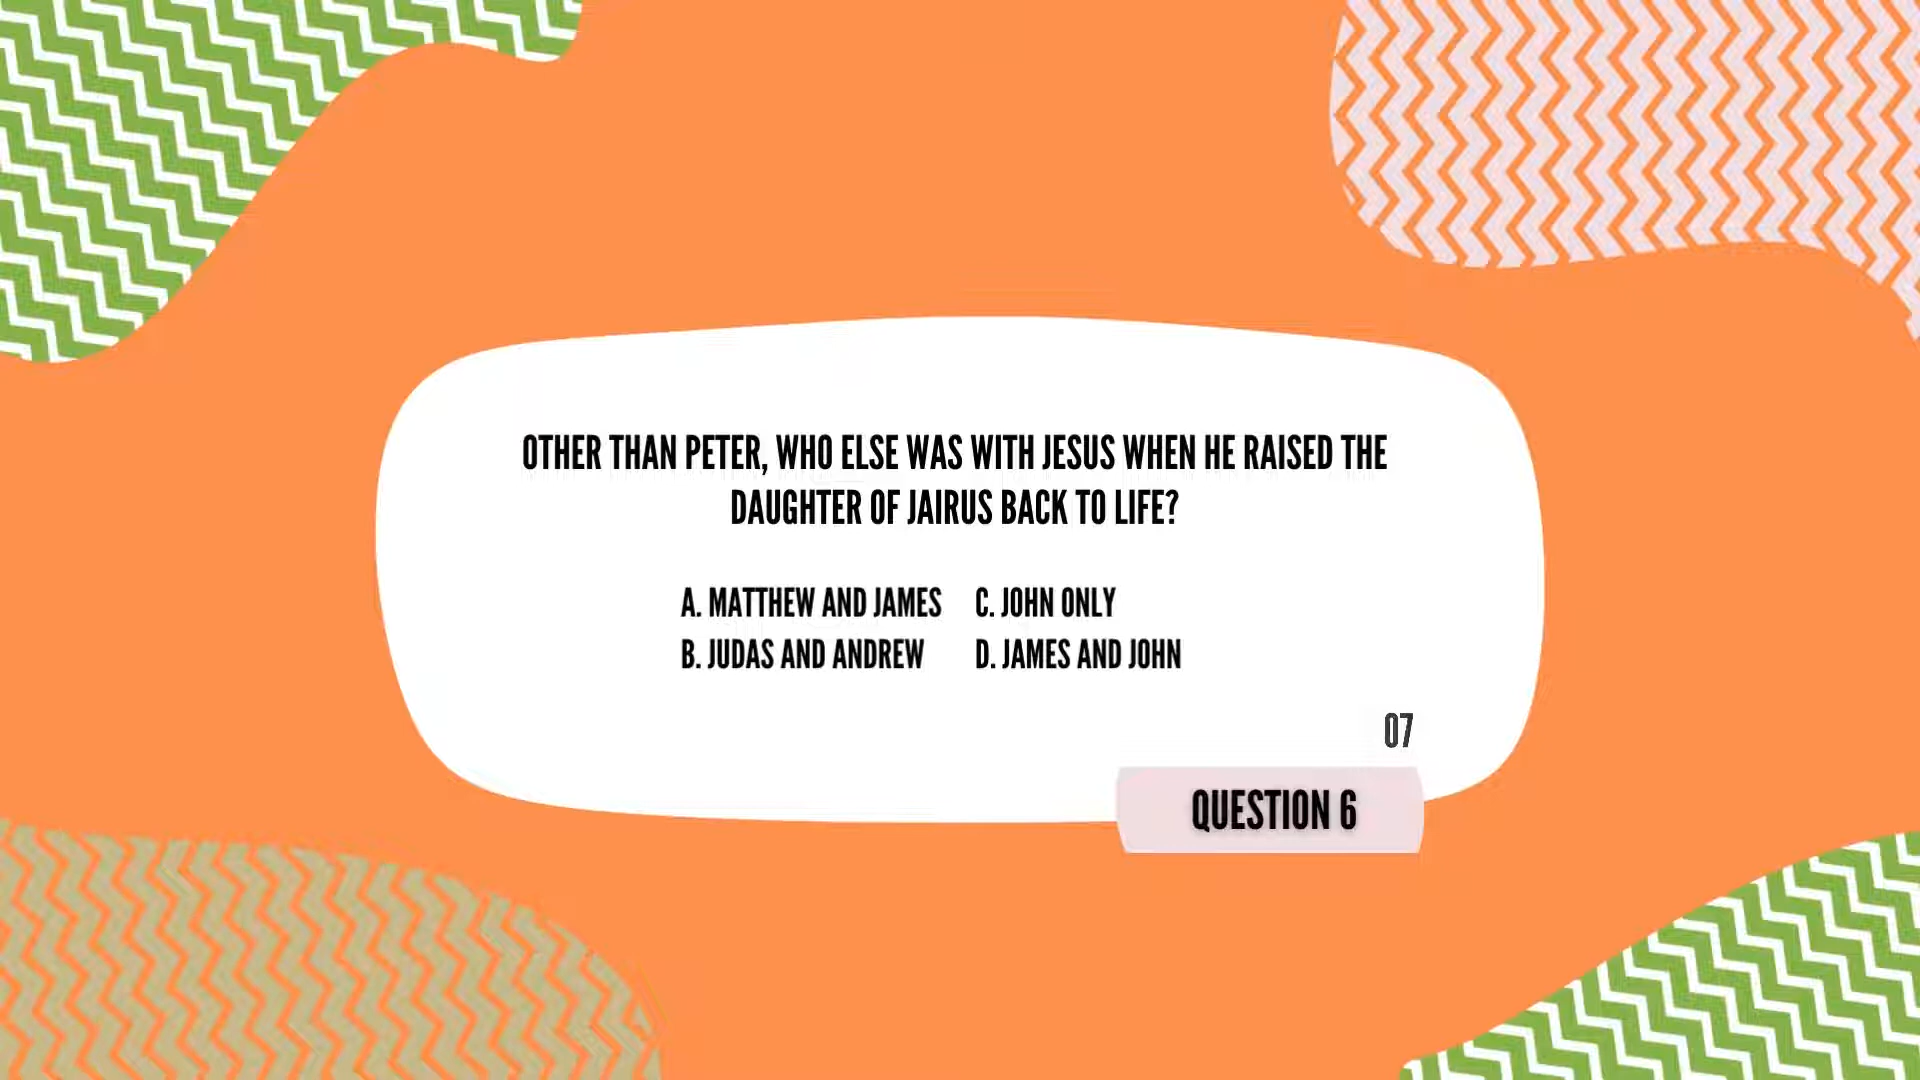 OTHER THAN PETER, WHO ELSE WAS WITH JESUS WHEN HE RAISED THE
DAUGHTER OF JAIRUS BACK TO LIFE?
A. MATTHEW AND JAMES
B. JUDAS AND ANDREW
C. JOHN ONLY
D. JAMES AND JOHN
07
QUESTION 6